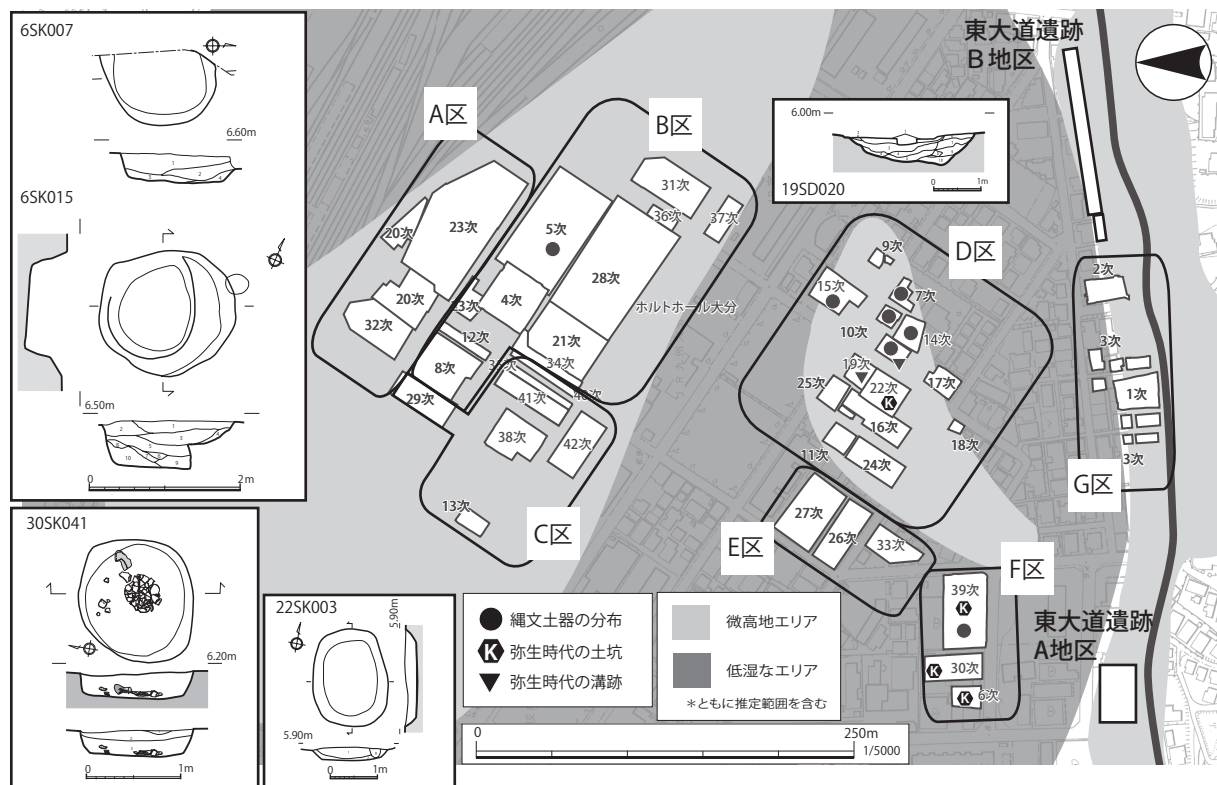 6SK007
6.60m
6SK015
6.50m
0
2m
30SK041
6.20m
0
1m
22SK003
5.90m
5.90m
0
1m
A区
20次
23次
20次
32次
B区
31次
36次
37次
5次
28次
4次
23次
12次
21次
34次
8次
29次
ホルトホール大分
41次
38次
42次
13次
C区
6.00m
19SD020
0
1m
D区
9次
15次
7次
10次
14次
19次
22次
25次
17次
16次
18次
11次
24次
E区
27次
26次
33次
F区
39次
30次
6次
東大道遺跡
B地区
2次
3次
1次
3次
G区
東大道遺跡
A地区
縄文土器の分布
K 弥生時代の土坑
弥生時代の溝跡
微高地エリア
低湿なエリア
*ともに推定範囲を含む
0
250m
1/5000